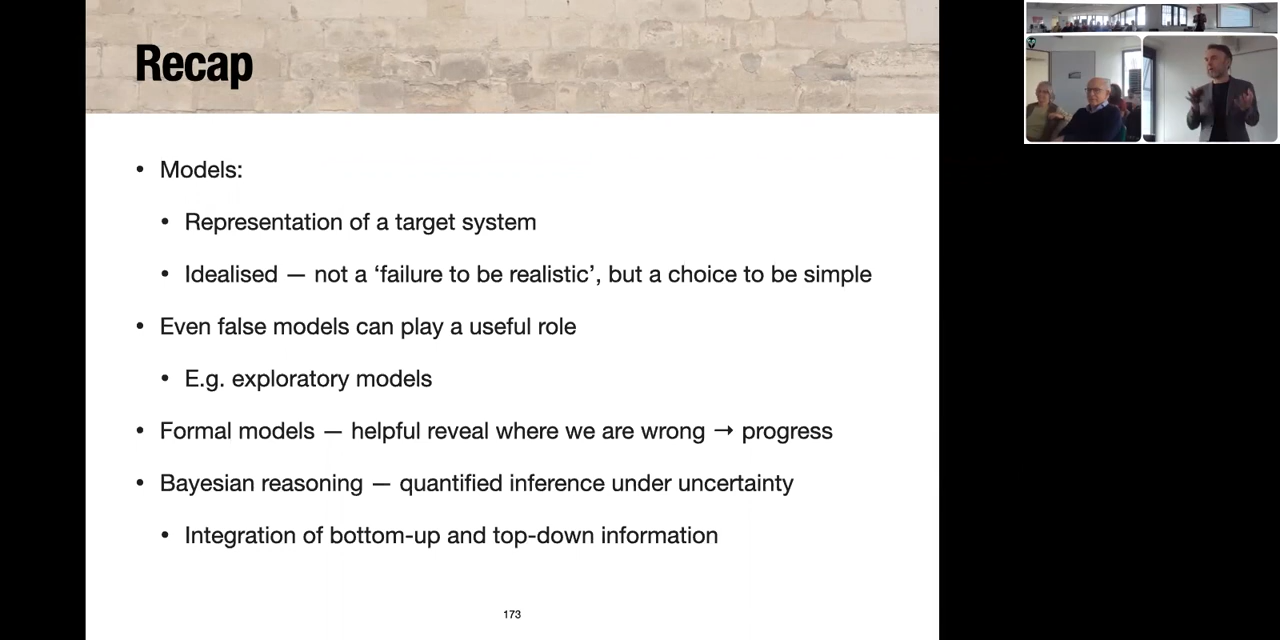 Recap
• Models:
• Representation of a target system
• Idealised — not a ‘failure to be realistic’, but a choice to be simple
• Even false models can play a useful role
• E.g. exploratory models
• Formal models — helpful reveal where we are wrong → progress
• Bayesian reasoning — quantified inference under uncertainty
• Integration of bottom-up and top-down information
173